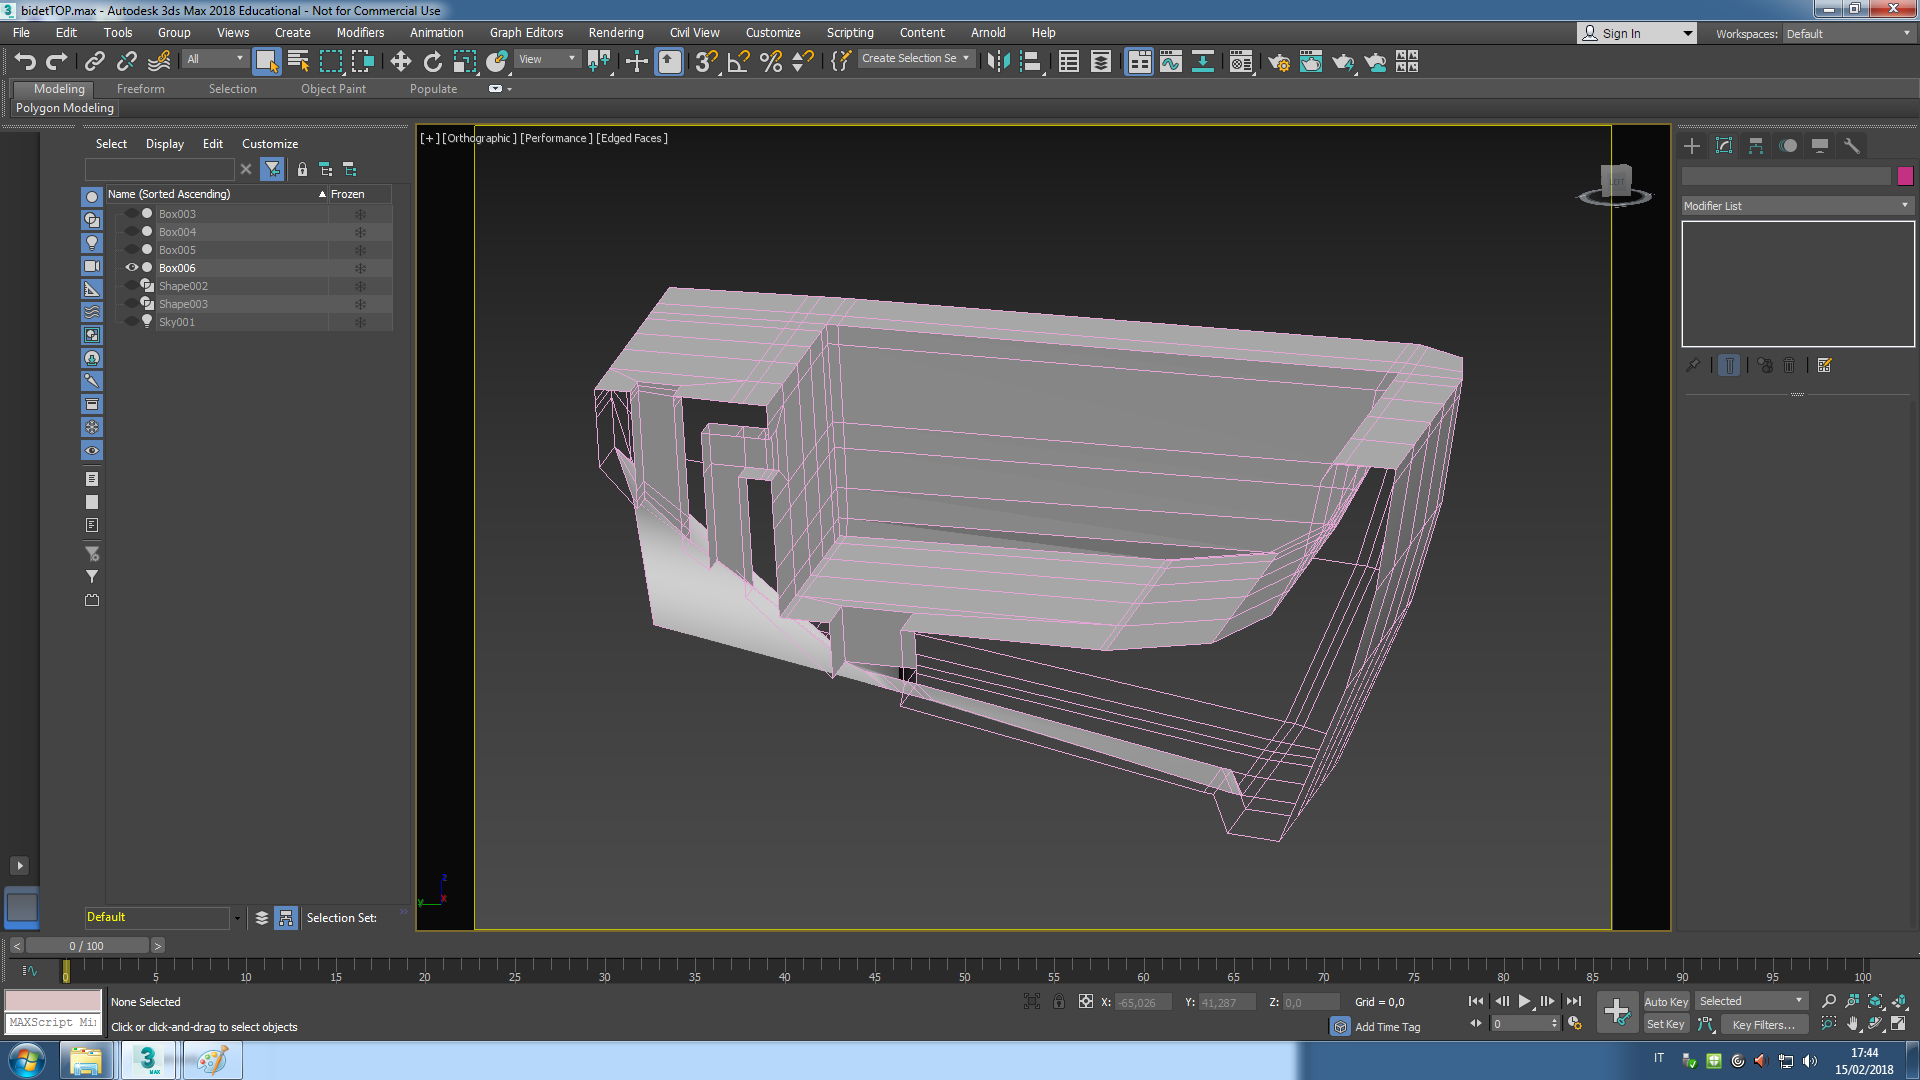 bidetTOP.max - Autodesk 3ds Max 2018 Educational - Not for Commercial Use
File Edit Tools Group Views Create Modifiers Animation Graph Editors Rendering Civil View Customize Scripting Content Arnold Help
Sign In
Workspaces: Default
All
View
Create Selection Se
Modeling Freeform Selection Object Paint Populate
Polygon Modeling
Select Display Edit Customize
[+] [Orthographic] [Performance] [Edged Faces]
Name (Sorted Ascending) Frozen
Box003
Box004
Box005
Box006
Shape002
Shape003
Sky001
LEFT
Modifier List
z
x
y
Default
Selection Set:
< 0 / 100 >
0 5 10 15 20 25 30 35 40 45 50 55 60 65 70 75 80 85 90 95 100
None Selected
X: -65,026 Y: 41,287 Z: 0,0 Grid = 0,0
Auto Key Selected
MAXScript Mi
Click or click-and-drag to select objects
Add Time Tag
0
Set Key Key Filters...
3
MAX
IT
17:44
15/02/2018